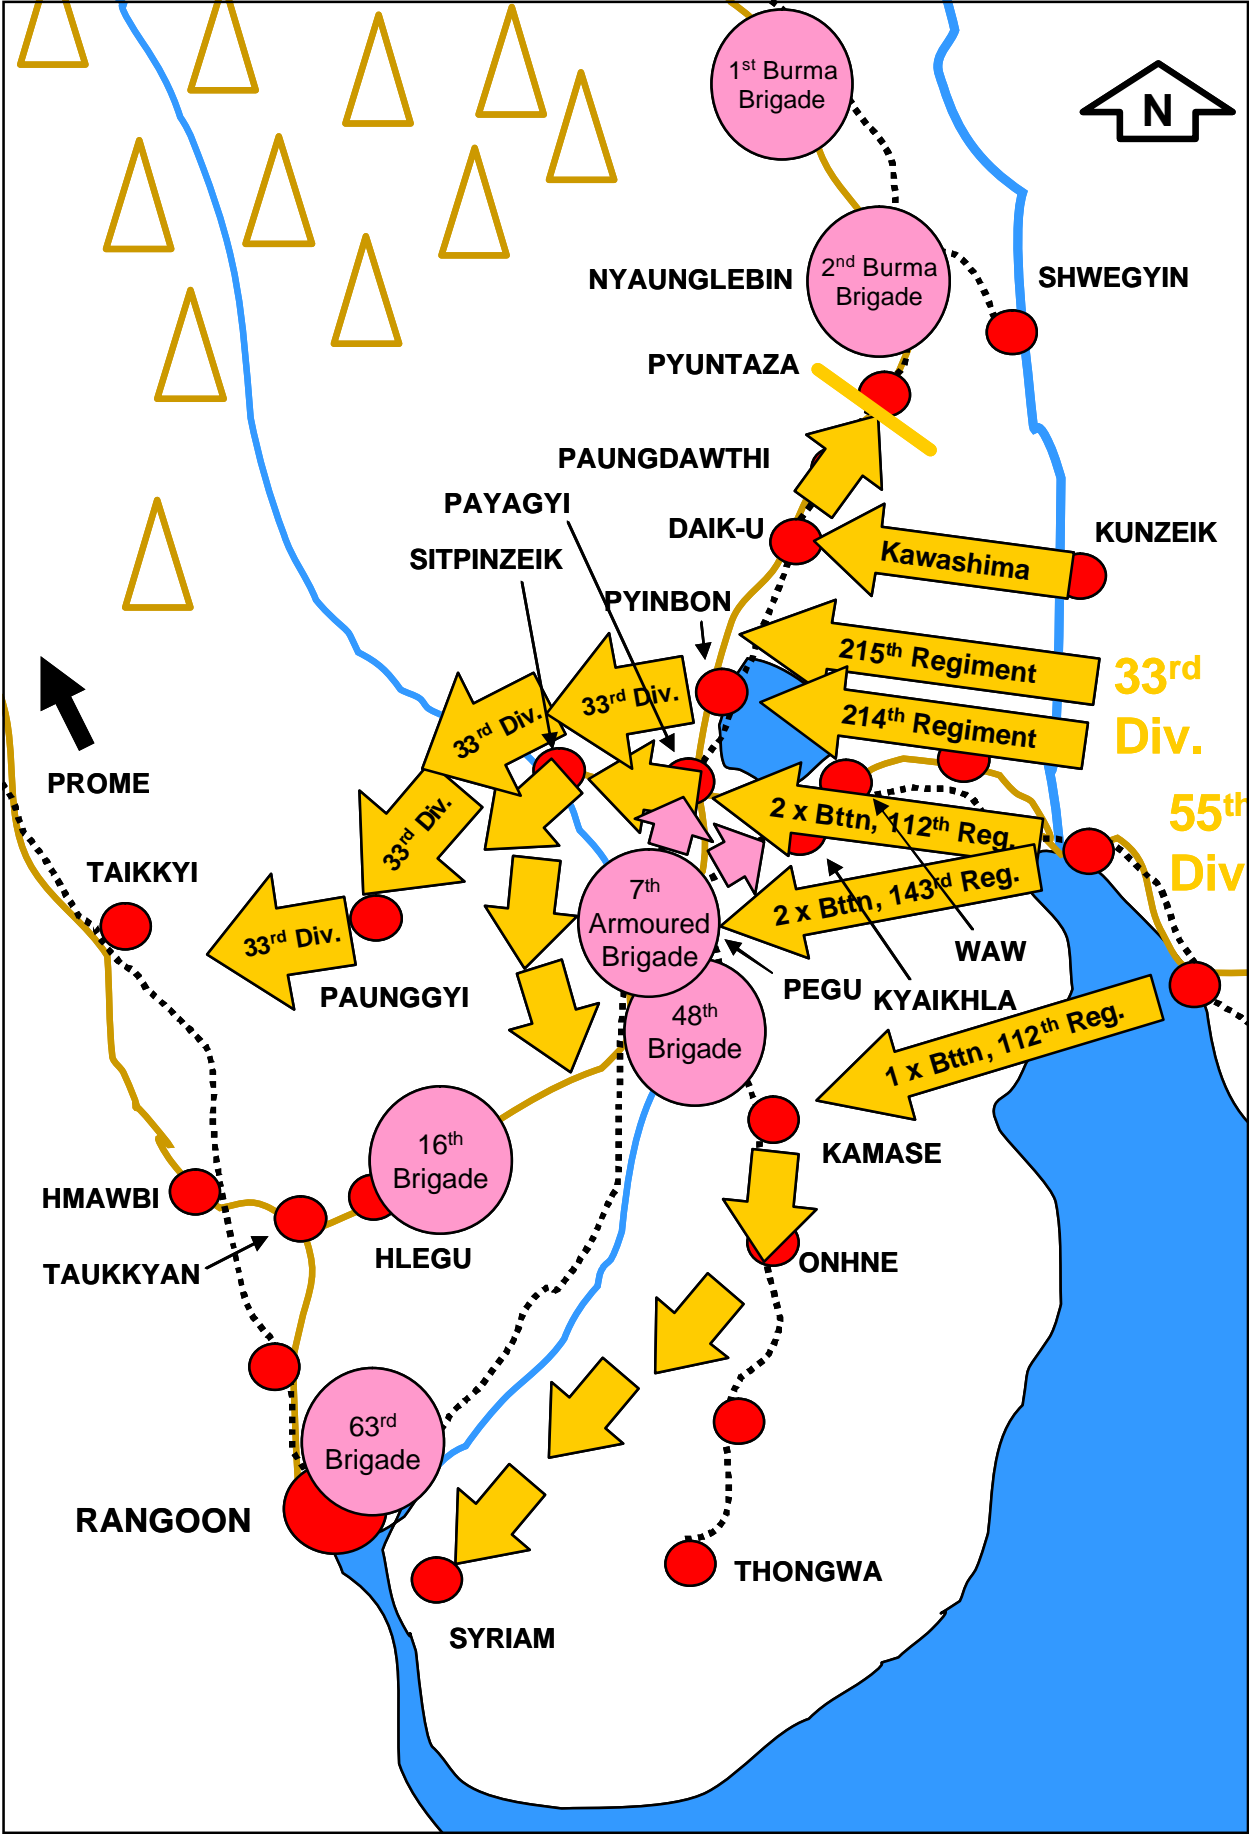 1st Burma
Brigade
N
2nd Burma
Brigade
NYAUNGLEBIN
SHWEGYIN
PYUNTAZA
PAUNGDAWTHI
PAYAGYI
DAIK-U
KUNZEIK
SITPINZEIK
Kawashima
PYINBON
215th Regiment
33rd
Div.
33rd Div.
33rd Div.
214th Regiment
PROME
55th
Div
2 x Bttn, 112th Reg.
33rd Div.
TAIKKYI
7th
Armoured
Brigade
2 x Bttn, 143rd Reg.
33rd Div.
WAW
PAUNGGYI
PEGU
KYAIKHLA
48th
Brigade
1 x Bttn, 112th Reg.
16th
Brigade
KAMASE
HMAWBI
HLEGU
TAUKKYAN
ONHNE
63rd
Brigade
RANGOON
THONGWA
SYRIAM